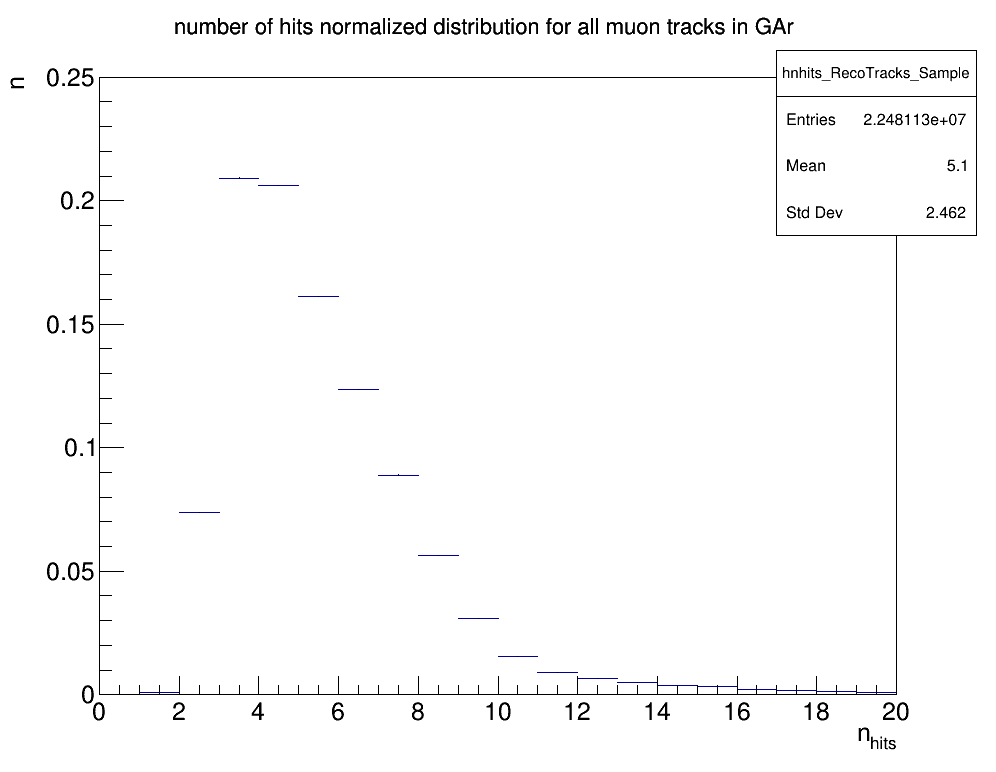 number of hits normalized distribution for all muon tracks in GAr
hnhits_RecoTracks_Sample
Entries 2.248113e+07
Mean 5.1
Std Dev 2.462
n
0.25
0.2
0.15
0.1
0.05
0
0 2 4 6 8 10 12 14 16 18 20
n_hits